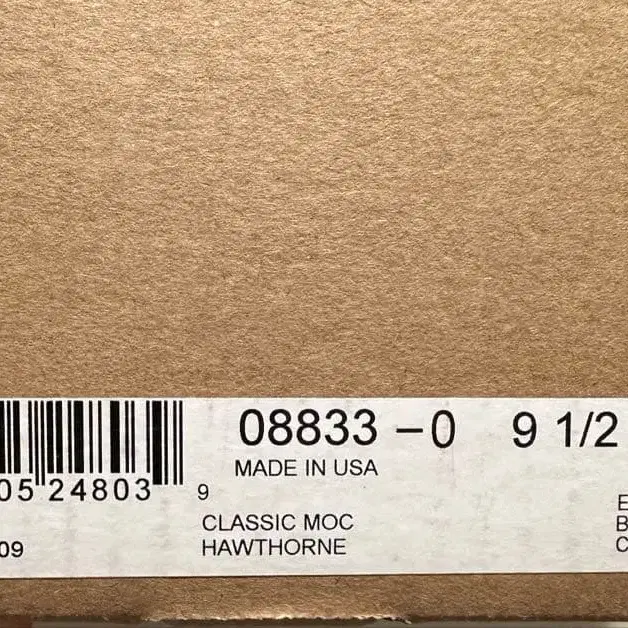 08833 – 0 9 1/2
MADE IN USA
05 24803 9
CLASSIC MOC
09
HAWTHORNE
E
B
C